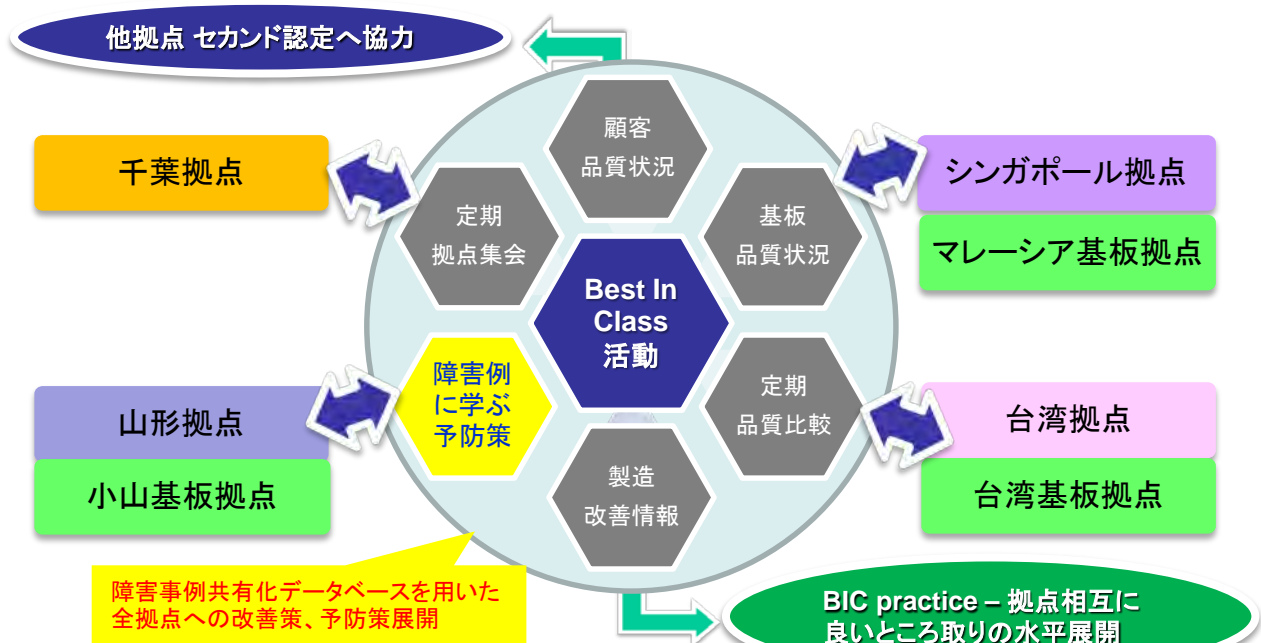 他拠点 セカンド認定へ協力
顧客
品質状況
千葉拠点
シンガポール拠点
定期
拠点集会
基板
品質状況
マレーシア基板拠点
Best In
Class
活動
障害例
に学ぶ
予防策
定期
品質比較
山形拠点
台湾拠点
小山基板拠点
製造
改善情報
台湾基板拠点
障害事例共有化データベースを用いた
全拠点への改善策、予防策展開
BIC practice – 拠点相互に
良いところ取りの水平展開